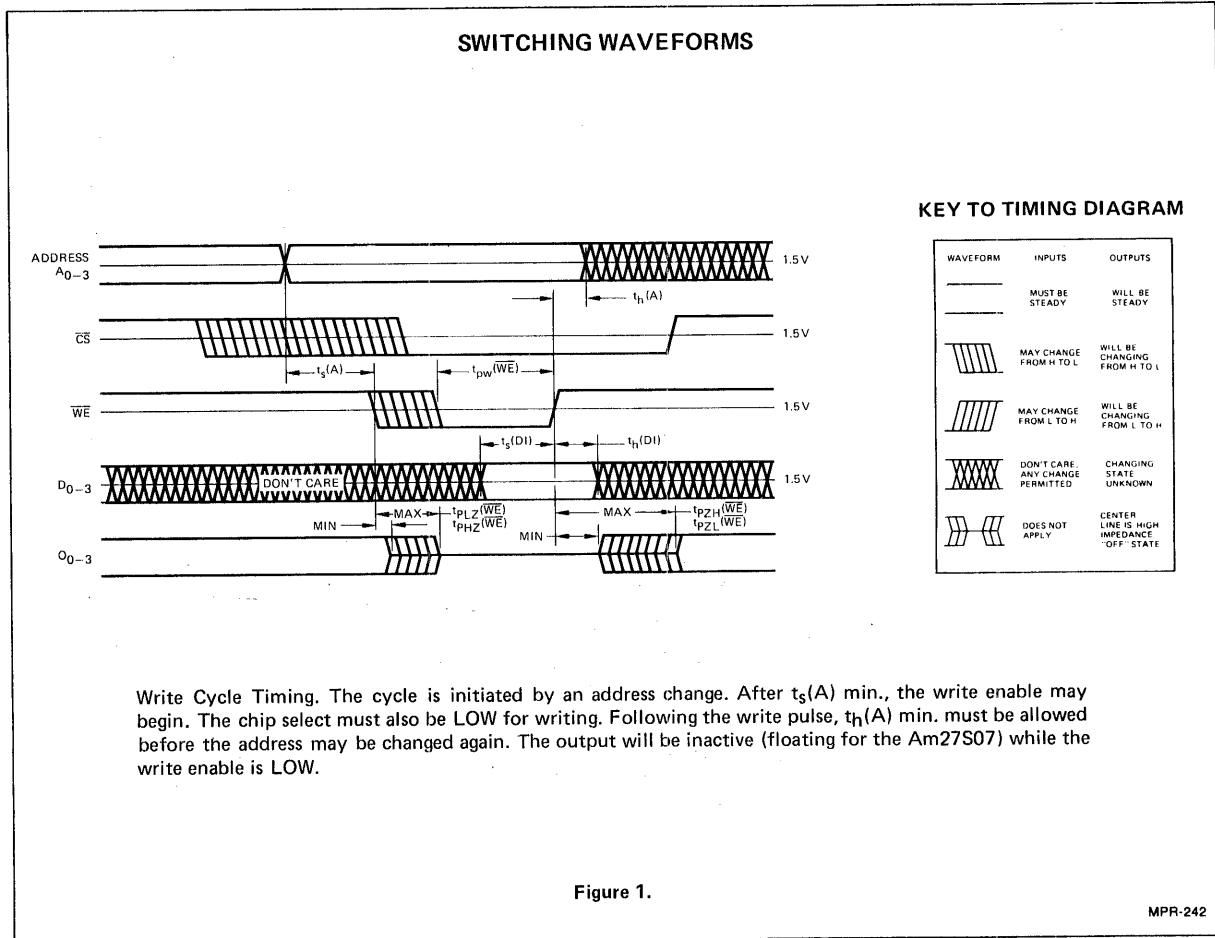 SWITCHING WAVEFORMS
KEY TO TIMING DIAGRAM
ADDRESS
A0–3
1.5V
th(A)
CS
1.5V
ts(A)
tpw(WE)
WE
1.5V
ts(DI)
th(DI)
D0–3
DON'T CARE
1.5V
MAX
tPLZ(WE)
tPHZ(WE)
MIN
MAX
tPZH(WE)
tPZL(WE)
MIN
O0–3
WAVEFORM INPUTS OUTPUTS
MUST BE STEADY
WILL BE STEADY
MAY CHANGE FROM H TO L
WILL BE CHANGING FROM H TO L
MAY CHANGE FROM L TO H
WILL BE CHANGING FROM L TO H
DON'T CARE. ANY CHANGE PERMITTED
CHANGING STATE UNKNOWN
DOES NOT APPLY
CENTER LINE IS HIGH IMPEDANCE "OFF" STATE
Write Cycle Timing. The cycle is initiated by an address change. After ts(A) min., the write enable may
begin. The chip select must also be LOW for writing. Following the write pulse, th(A) min. must be allowed
before the address may be changed again. The output will be inactive (floating for the Am27S07) while the
write enable is LOW.
Figure 1.
MPR-242